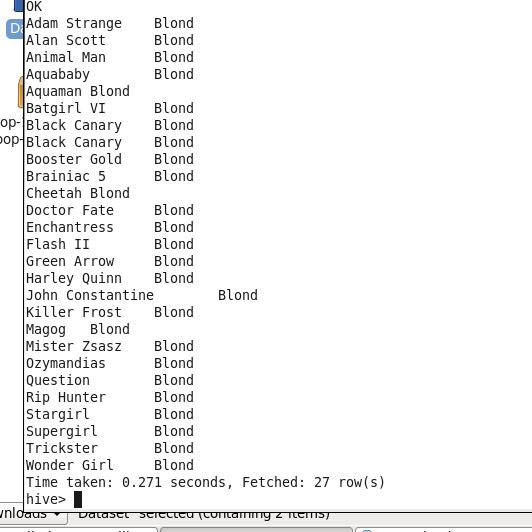 OK
Adam Strange Blond
Alan Scott Blond
Animal Man Blond
Aquababy Blond
Aquaman Blond
Batgirl VI Blond
Black Canary Blond
Black Canary Blond
Booster Gold Blond
Brainiac 5 Blond
Cheetah Blond
Doctor Fate Blond
Enchantress Blond
Flash II Blond
Green Arrow Blond
Harley Quinn Blond
John Constantine Blond
Killer Frost Blond
Magog Blond
Mister Zsasz Blond
Ozymandias Blond
Question Blond
Rip Hunter Blond
Stargirl Blond
Supergirl Blond
Trickster Blond
Wonder Girl Blond
Time taken: 0.271 seconds, Fetched: 27 row(s)
hive>
"Dataset" selected (containing 2 items)